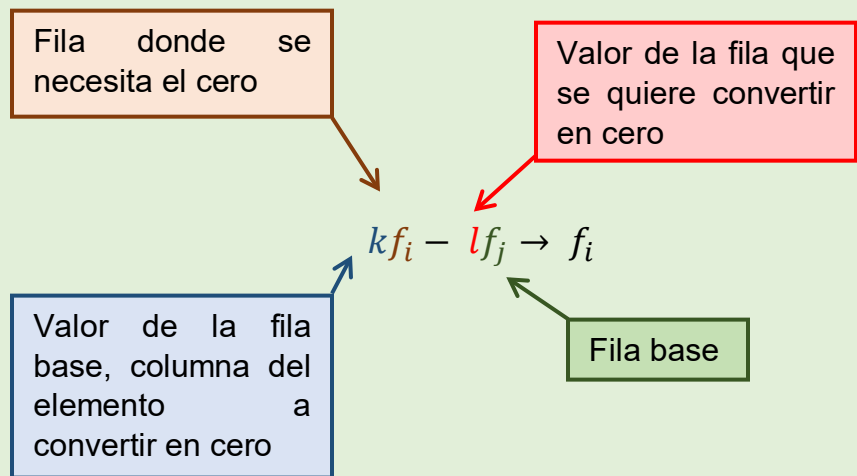 Fila donde se
necesita el cero
Valor de la fila que
se quiere convertir
en cero
kfᵢ − lfⱼ → fᵢ
Valor de la fila
base, columna del
elemento a
convertir en cero
Fila base